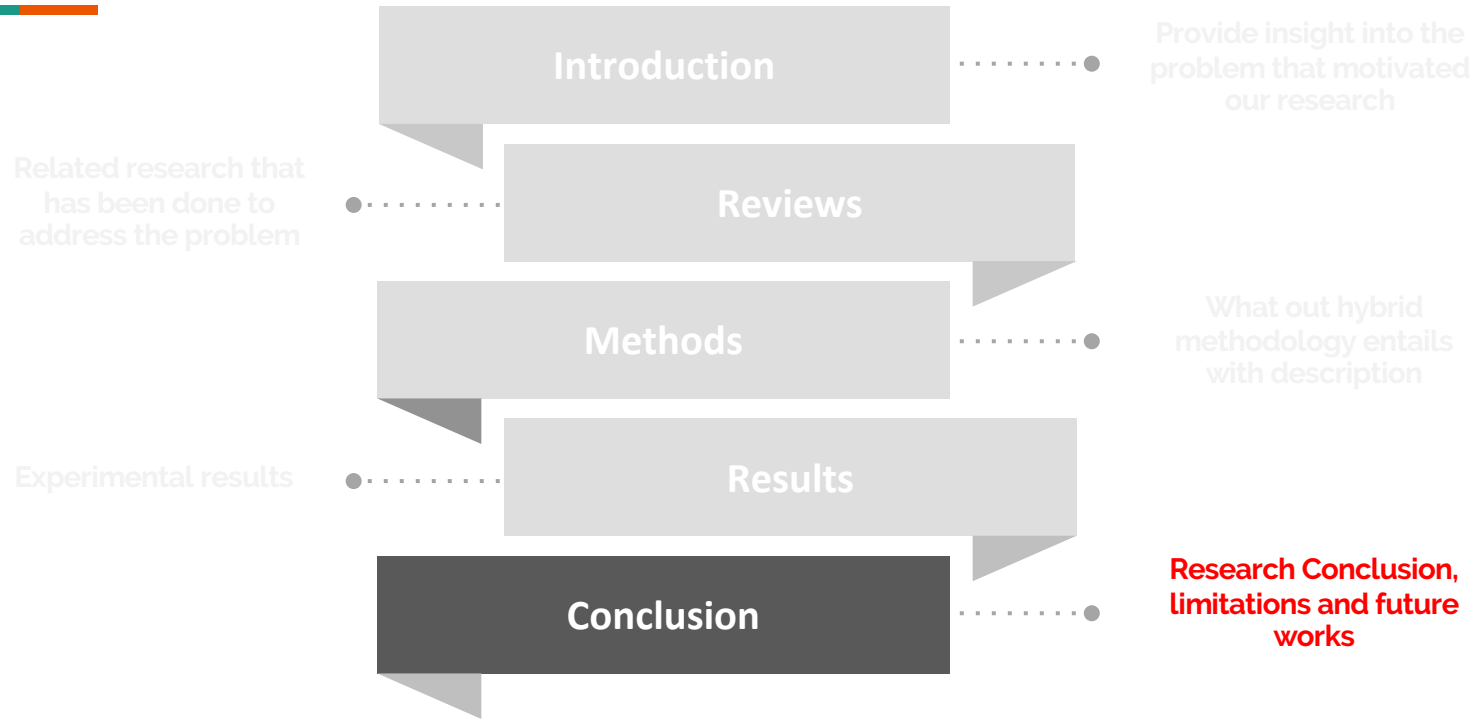 Introduction
Provide insight into the
problem that motivated
our research
Related research that
has been done to
address the problem
Reviews
Methods
What out hybrid
methodology entails
with description
Experimental results
Results
Conclusion
Research Conclusion,
limitations and future
works